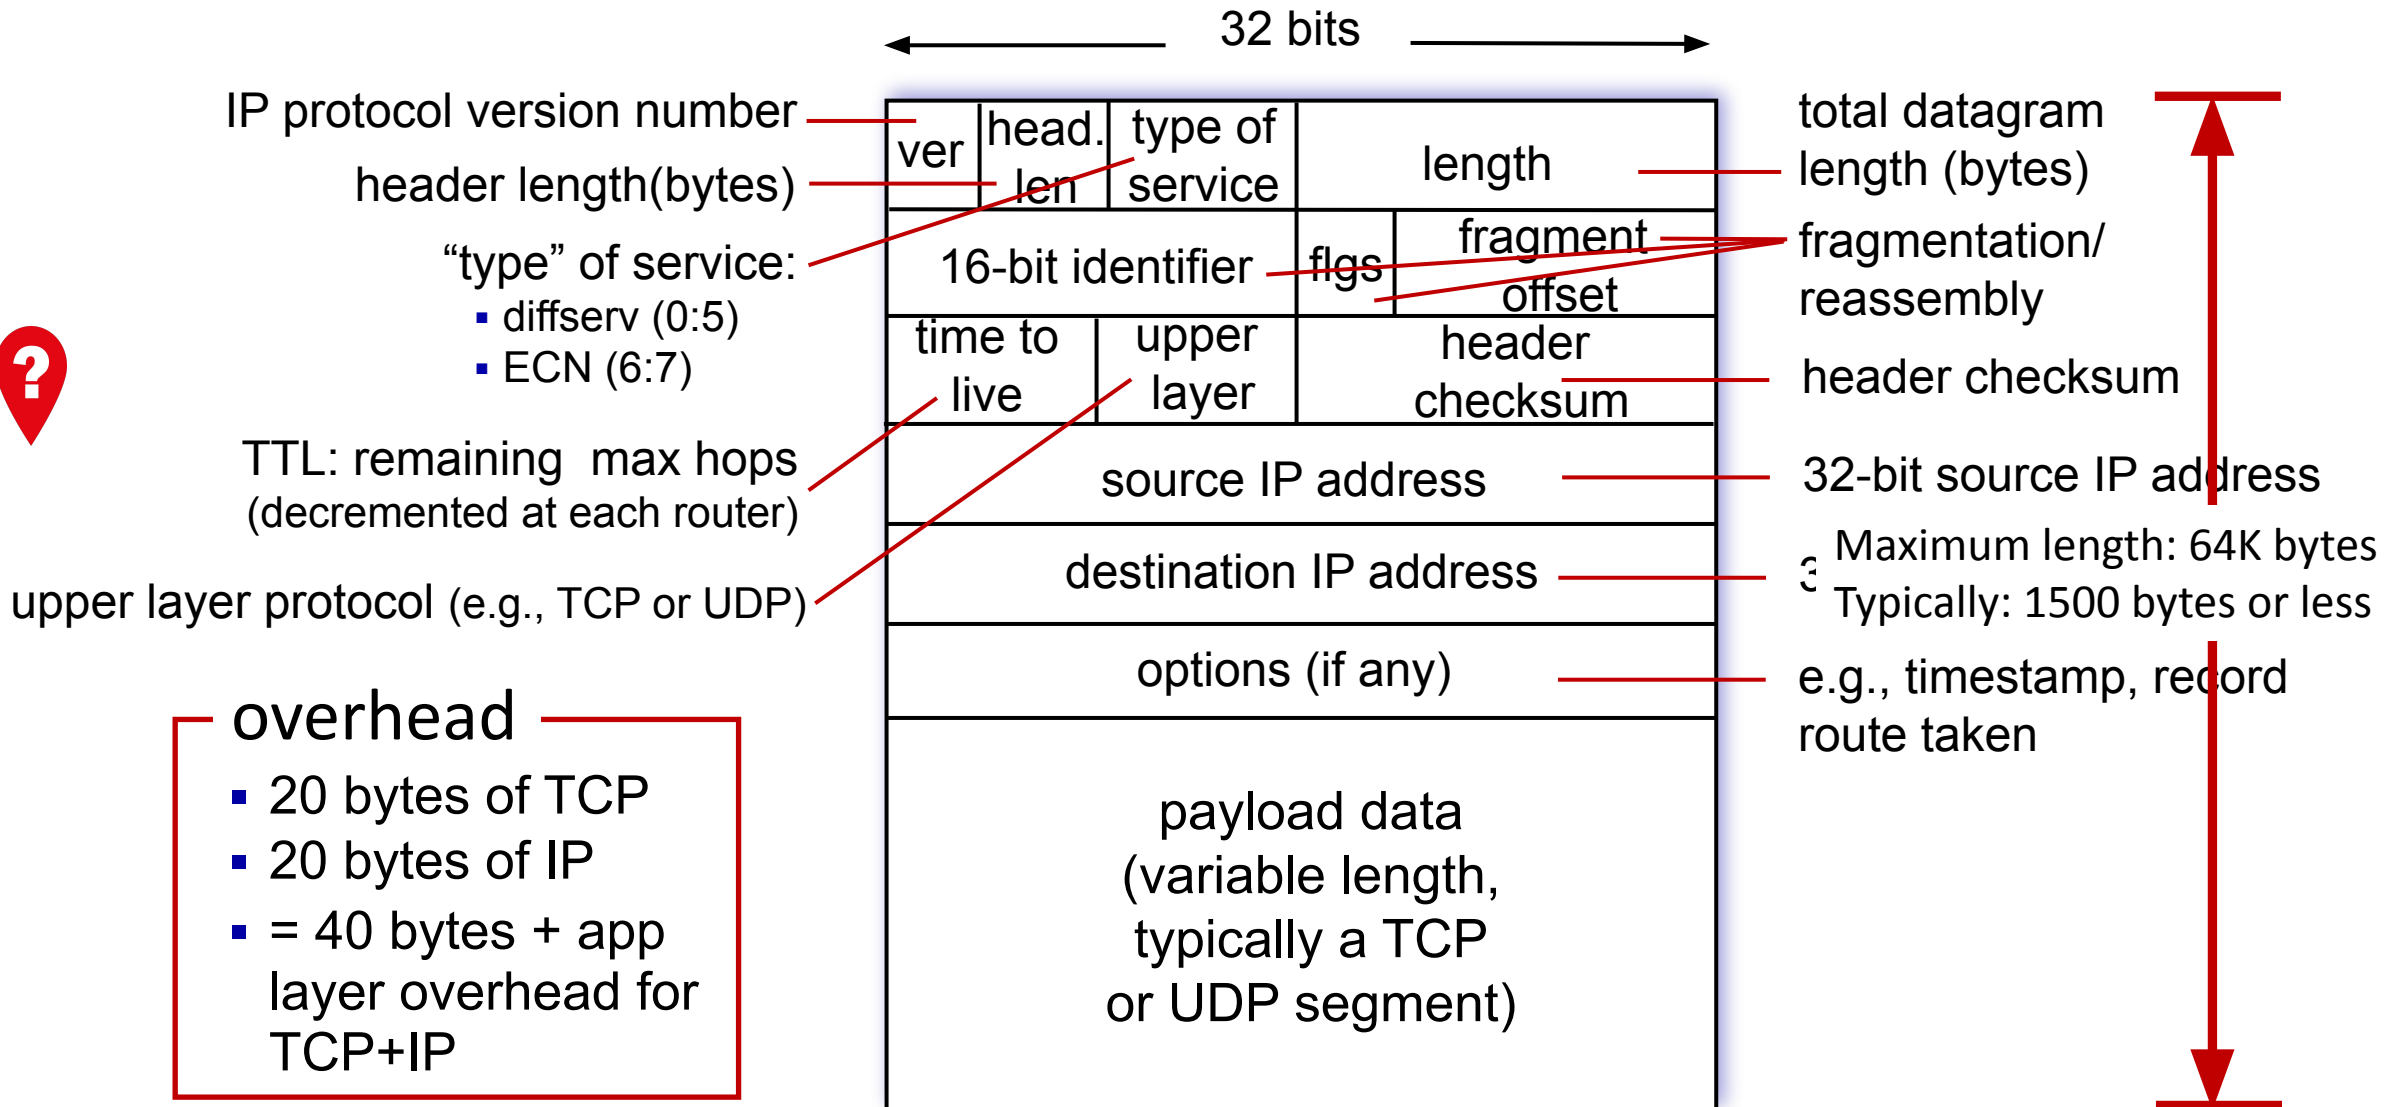 32 bits
IP protocol version number
header length(bytes)
“type” of service:
▪ diffserv (0:5)
▪ ECN (6:7)
?
TTL: remaining max hops
(decremented at each router)
upper layer protocol (e.g., TCP or UDP)
overhead
▪ 20 bytes of TCP
▪ 20 bytes of IP
▪ = 40 bytes + app
layer overhead for
TCP+IP
ver
head.
len
type of
service
length
16-bit identifier
flgs
fragment
offset
time to
live
upper
layer
header
checksum
source IP address
destination IP address
options (if any)
payload data
(variable length,
typically a TCP
or UDP segment)
total datagram
length (bytes)
fragmentation/
reassembly
header checksum
32-bit source IP address
Maximum length: 64K bytes
Typically: 1500 bytes or less
e.g., timestamp, record
route taken